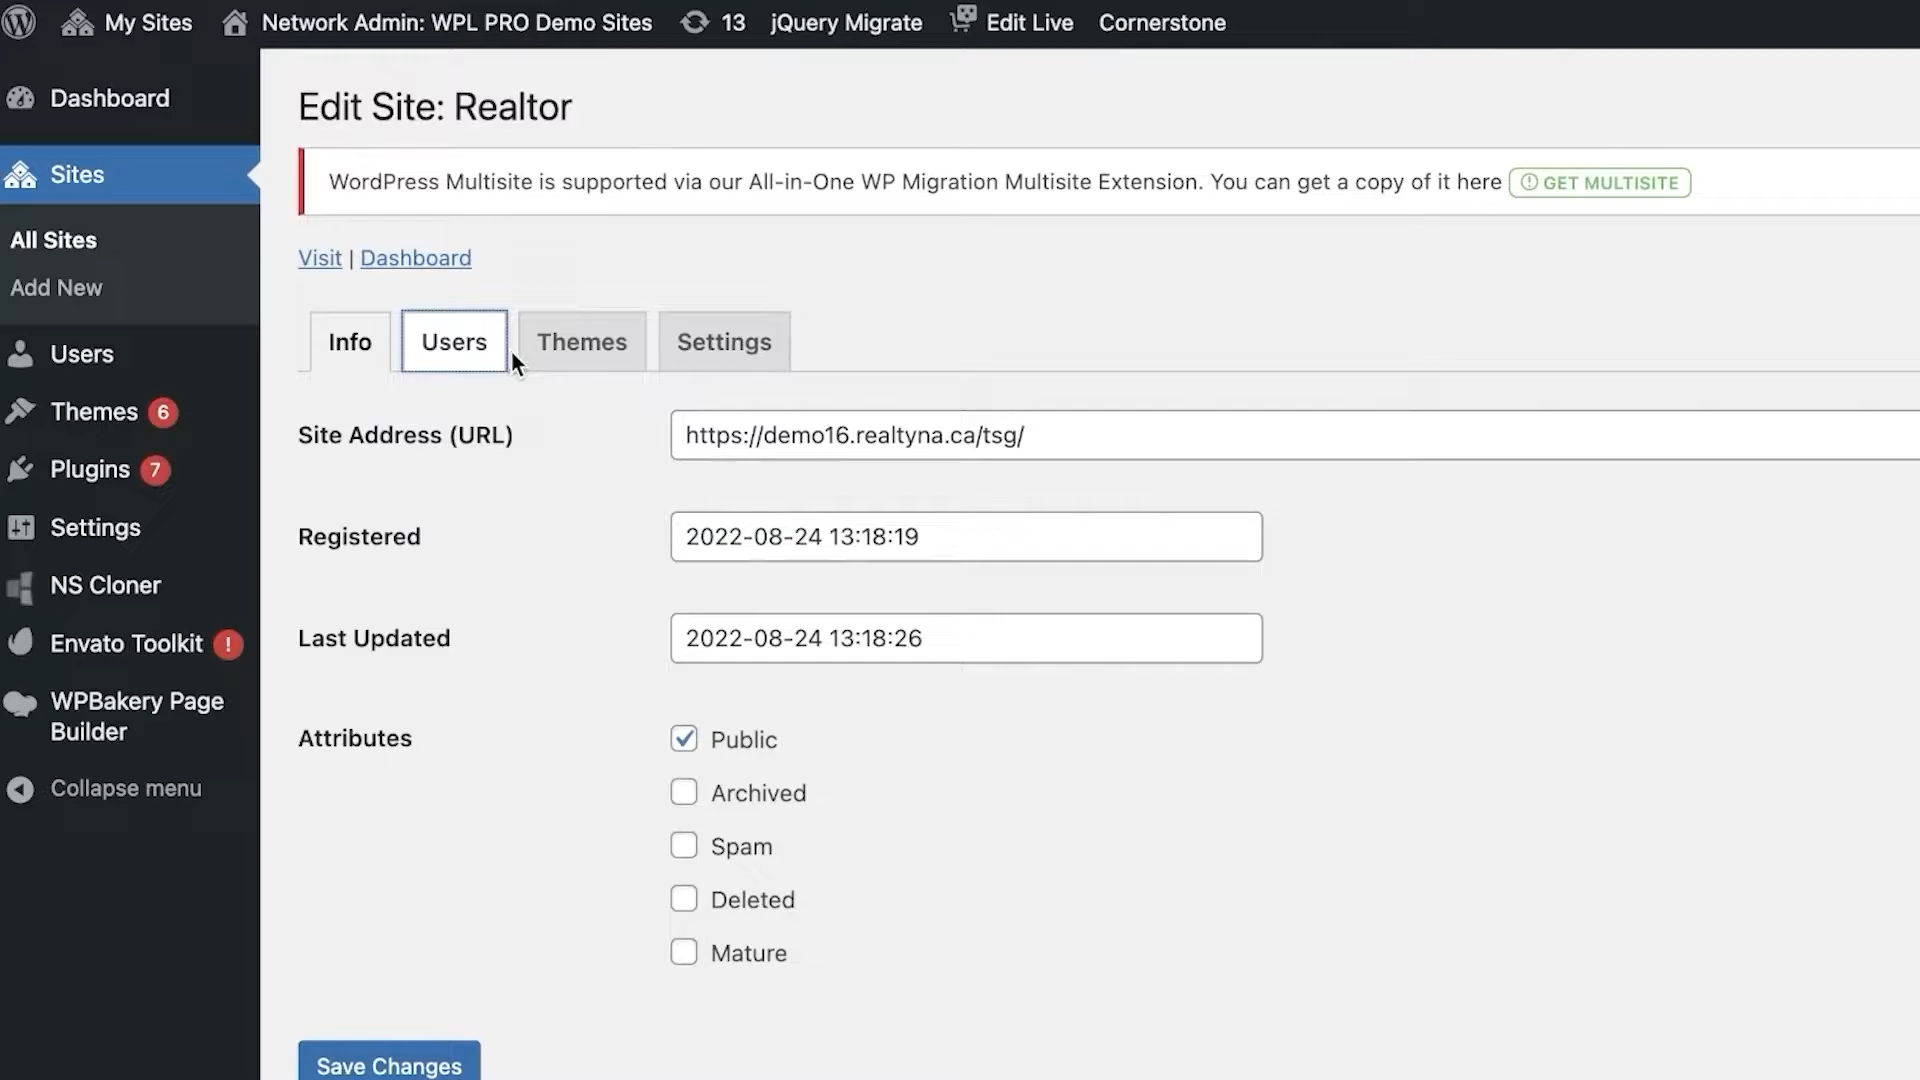 My Sites Network Admin: WPL PRO Demo Sites 13 jQuery Migrate Edit Live Cornerstone
Dashboard
Sites
All Sites
Add New
Users
Themes 6
Plugins 7
Settings
NS Cloner
Envato Toolkit !
WPBakery Page
Builder
Collapse menu
Edit Site: Realtor
WordPress Multisite is supported via our All-in-One WP Migration Multisite Extension. You can get a copy of it here GET MULTISITE
Visit | Dashboard
Info Users Themes Settings
Site Address (URL) https://demo16.realtyna.ca/tsg/
Registered 2022-08-24 13:18:19
Last Updated 2022-08-24 13:18:26
Attributes Public
Archived
Spam
Deleted
Mature
Save Changes